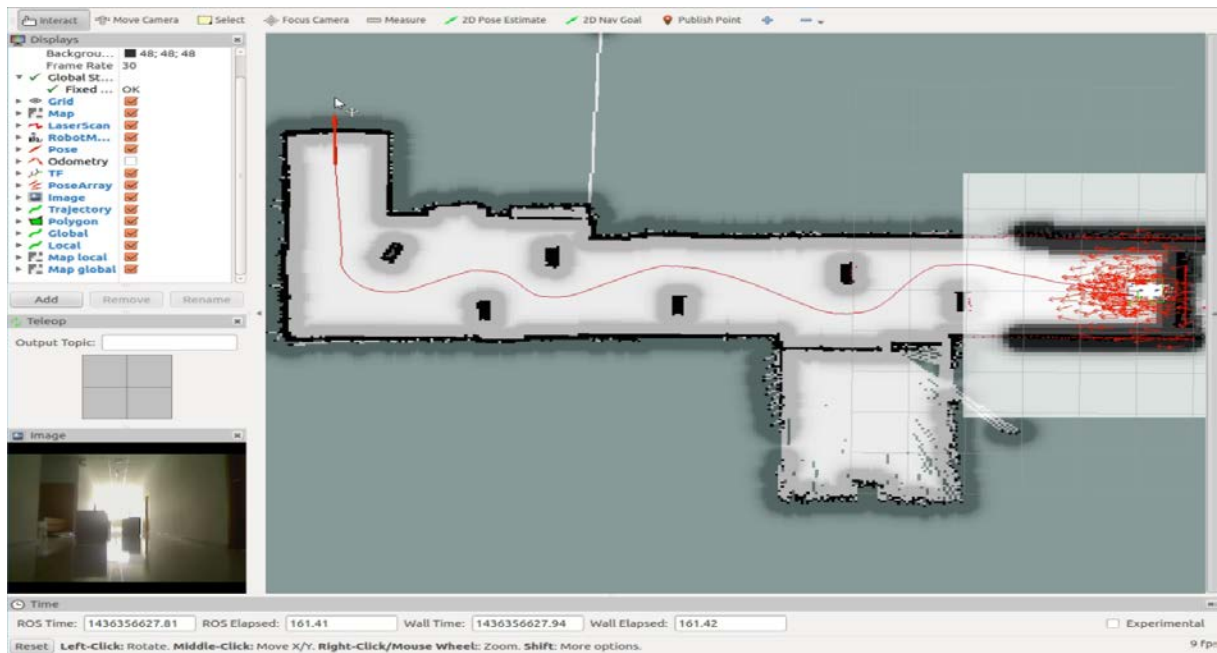 Interact Move Camera Select Focus Camera Measure 2D Pose Estimate 2D Nav Goal Publish Point
Displays
Backgrou... 48; 48; 48
Frame Rate 30
Global St...
Fixed ... OK
Grid
Map
LaserScan
RobotM...
Pose
Odometry
TF
PoseArray
Image
Trajectory
Polygon
Global
Local
Map local
Map global
Add Remove Rename
Teleop
Output Topic:
Image
Time
ROS Time: 1436356627.81 ROS Elapsed: 161.41 Wall Time: 1436356627.94 Wall Elapsed: 161.42 Experimental
Reset Left-Click: Rotate. Middle-Click: Move X/Y. Right-Click/Mouse Wheel: Zoom. Shift: More options. 9 fps